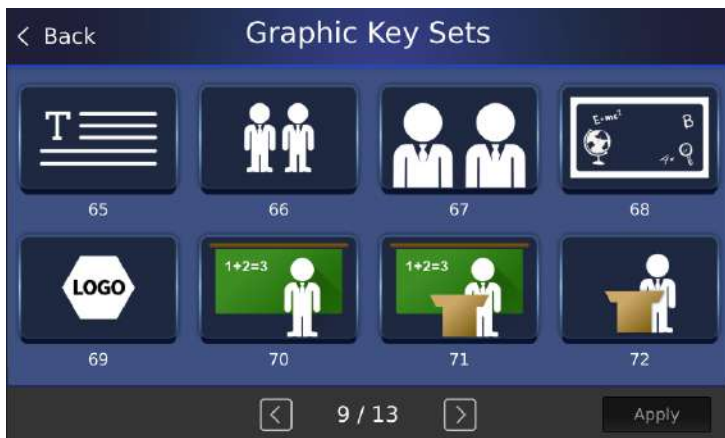 < Back
Graphic Key Sets
T
E=mc²
B
65
66
67
68
LOGO
1+2=3
1+2=3
69
70
71
72
< 9 / 13 >
Apply